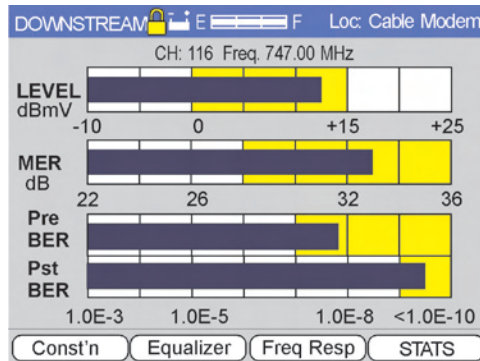 DOWNSTREAM E F Loc: Cable Modem
CH: 116 Freq. 747.00 MHz
LEVEL
dBmV
-10 0 +15 +25
MER
dB
22 26 32 36
Pre
BER
Pst
BER
1.0E-3 1.0E-5 1.0E-8 <1.0E-10
Const'n Equalizer Freq Resp STATS